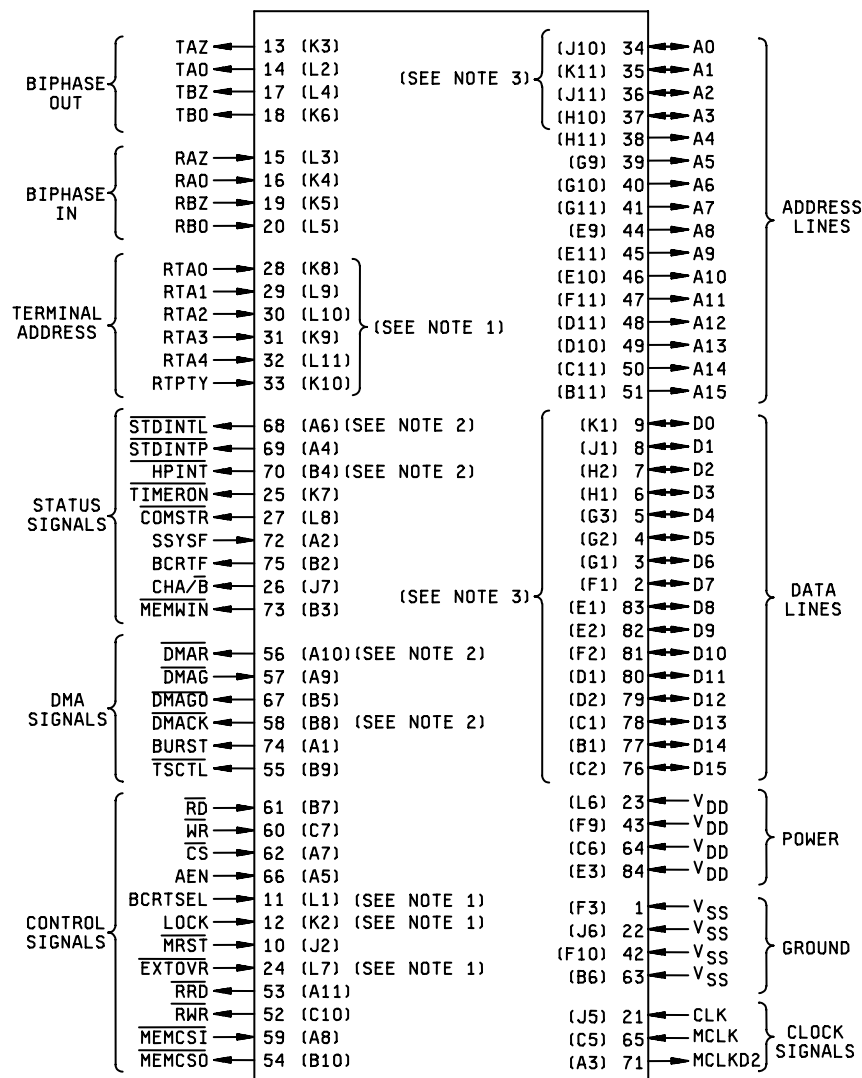 BIPHASE OUT
TAZ 13 (K3)
TAO 14 (L2)
TBZ 17 (L4)
TBO 18 (K6)
BIPHASE IN
RAZ 15 (L3)
RAO 16 (K4)
RBZ 19 (K5)
RBO 20 (L5)
TERMINAL ADDRESS
RTA0 28 (K8)
RTA1 29 (L9)
RTA2 30 (L10)
RTA3 31 (K9)
RTA4 32 (L11)
RTPTY 33 (K10)
(SEE NOTE 1)
STATUS SIGNALS
STDINTL 68 (A6) (SEE NOTE 2)
STDINTP 69 (A4)
HPINT 70 (B4) (SEE NOTE 2)
TIMERON 25 (K7)
COMSTR 27 (L8)
SSYSF 72 (A2)
BCRTF 75 (B2)
CHA/B 26 (J7)
MEMWIN 73 (B3)
DMA SIGNALS
DMAR 56 (A10) (SEE NOTE 2)
DMAG 57 (A9)
DMAGO 67 (B5)
DMACK 58 (B8) (SEE NOTE 2)
BURST 74 (A1)
TSCTL 55 (B9)
CONTROL SIGNALS
RD 61 (B7)
WR 60 (C7)
CS 62 (A7)
AEN 66 (A5)
BCRTSEL 11 (L1) (SEE NOTE 1)
LOCK 12 (K2) (SEE NOTE 1)
MRST 10 (J2)
EXTOVR 24 (L7) (SEE NOTE 1)
RRD 53 (A11)
RWR 52 (C10)
MEMCSI 59 (A8)
MEMCSO 54 (B10)
(SEE NOTE 3)
(J10) 34 A0
(K11) 35 A1
(J11) 36 A2
(H10) 37 A3
(H11) 38 A4
(G9) 39 A5
(G10) 40 A6
(G11) 41 A7
(E9) 44 A8
(E11) 45 A9
(E10) 46 A10
(F11) 47 A11
(D11) 48 A12
(D10) 49 A13
(C11) 50 A14
(B11) 51 A15
ADDRESS LINES
(SEE NOTE 3)
(K1) 9 D0
(J1) 8 D1
(H2) 7 D2
(H1) 6 D3
(G3) 5 D4
(G2) 4 D5
(G1) 3 D6
(F1) 2 D7
(E1) 83 D8
(E2) 82 D9
(F2) 81 D10
(D1) 80 D11
(D2) 79 D12
(C1) 78 D13
(B1) 77 D14
(C2) 76 D15
DATA LINES
(L6) 23 VDD
(F9) 43 VDD
(C6) 64 VDD
(E3) 84 VDD
POWER
(F3) 1 VSS
(J6) 22 VSS
(F10) 42 VSS
(B6) 63 VSS
GROUND
(J5) 21 CLK
(C5) 65 MCLK
(A3) 71 MCLKD2
CLOCK SIGNALS